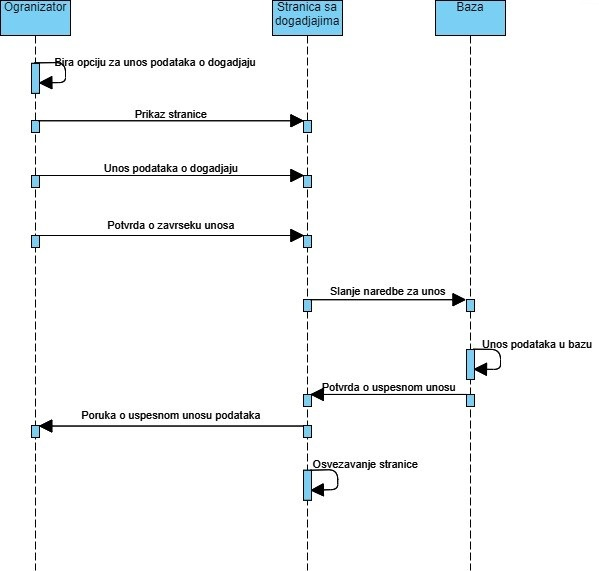 Ogranizator
Stranica sa
dogadjajima
Baza
Bira opciju za unos podataka o dogadjaju
Prikaz stranice
Unos podataka o dogadjaju
Potvrda o zavrseku unosa
Slanje naredbe za unos
Unos podataka u bazu
Potvrda o uspesnom unosu
Poruka o uspesnom unosu podataka
Osvezavanje stranice